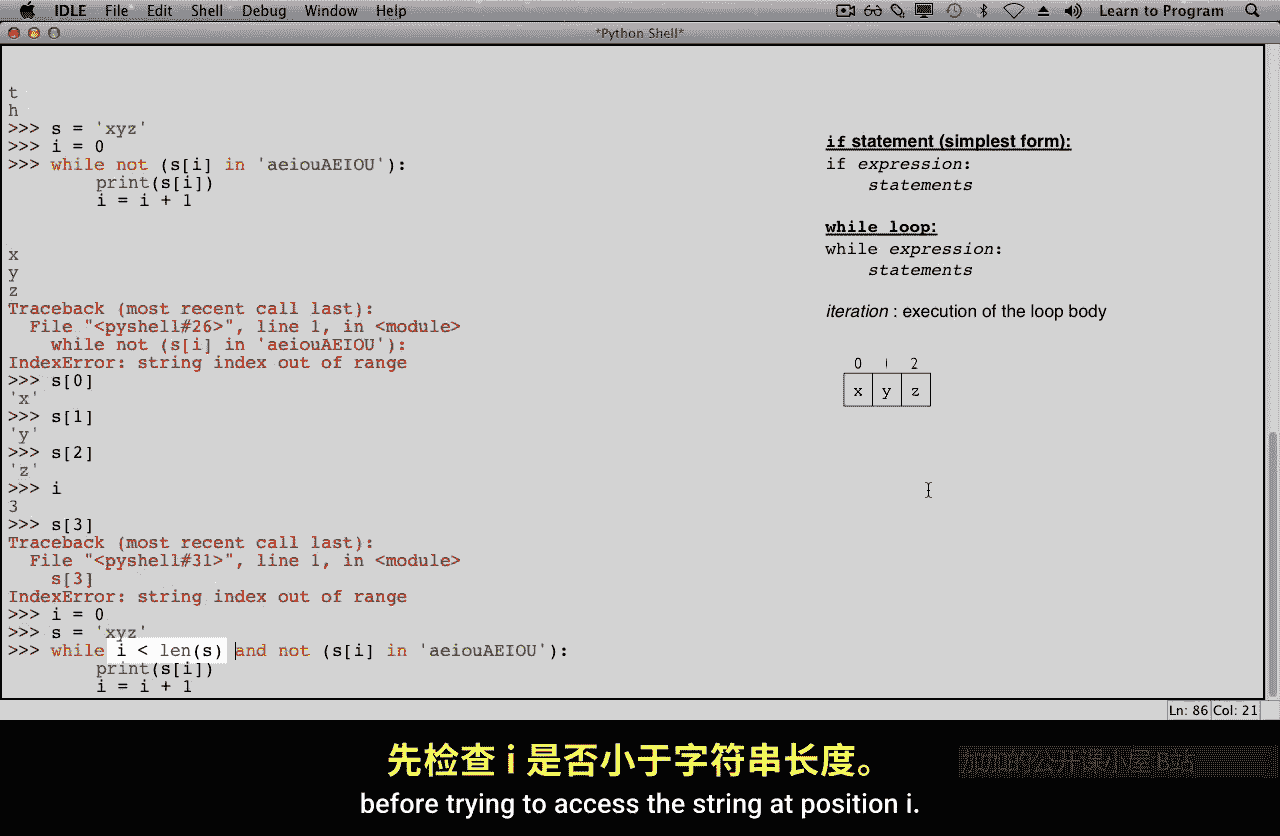 IDLE File Edit Shell Debug Window Help Learn to Program
*Python Shell*
t
h
>>> s = 'xyz'
>>> i = 0
>>> while not (s[i] in 'aeiouAEIOU'):
print(s[i])
i = i + 1
x
y
z
Traceback (most recent call last):
File "<pyshell#26>", line 1, in <module>
while not (s[i] in 'aeiouAEIOU'):
IndexError: string index out of range
>>> s[0]
'x'
>>> s[1]
'y'
>>> s[2]
'z'
>>> i
3
>>> s[3]
Traceback (most recent call last):
File "<pyshell#31>", line 1, in <module>
s[3]
IndexError: string index out of range
>>> i = 0
>>> s = 'xyz'
>>> while i < len(s) and not (s[i] in 'aeiouAEIOU'):
print(s[i])
i = i + 1
if statement (simplest form):
if expression:
statements
while loop:
while expression:
statements
iteration : execution of the loop body
0 1 2
x y z
Ln: 86 Col: 21
先检查 i 是否小于字符串长度。
before trying to access the string at position i.